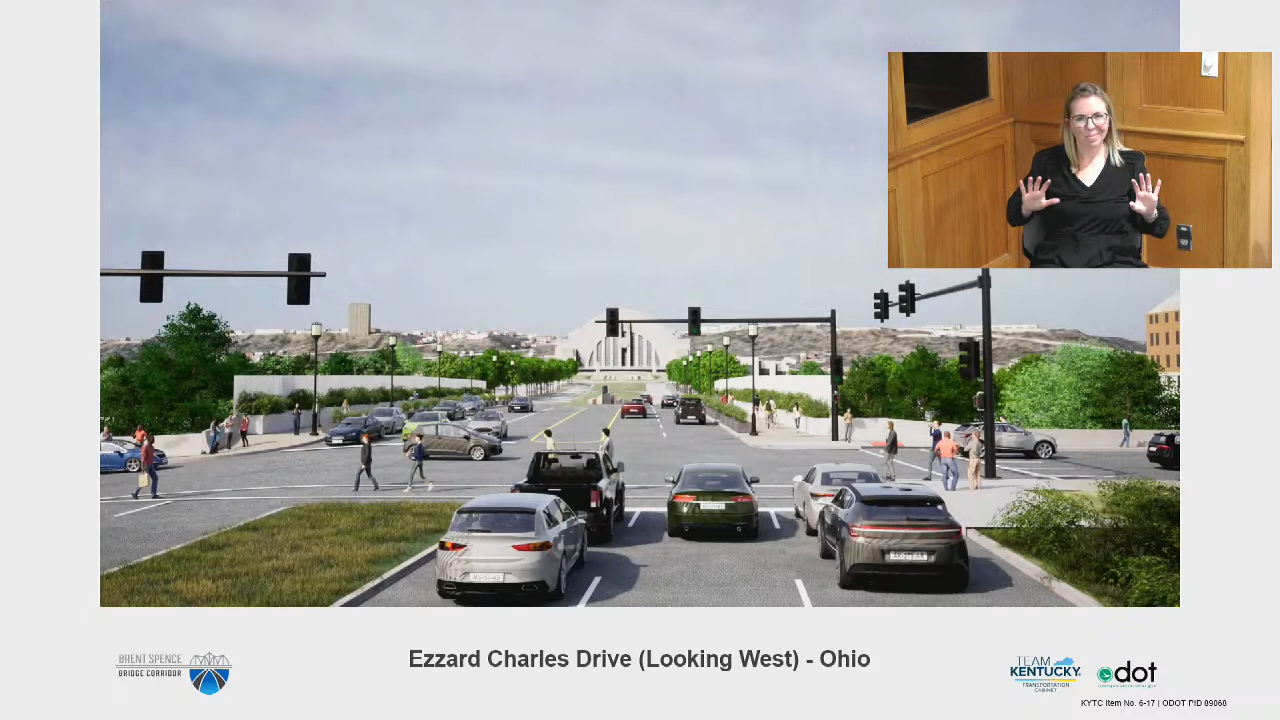 Ezzard Charles Drive (Looking West) - Ohio
BRENT SPENCE
BRIDGE CORRIDOR
TEAM
KENTUCKY
TRANSPORTATION
CABINET
odot
KYTC Item No. 6-17 | ODOT PID 89068